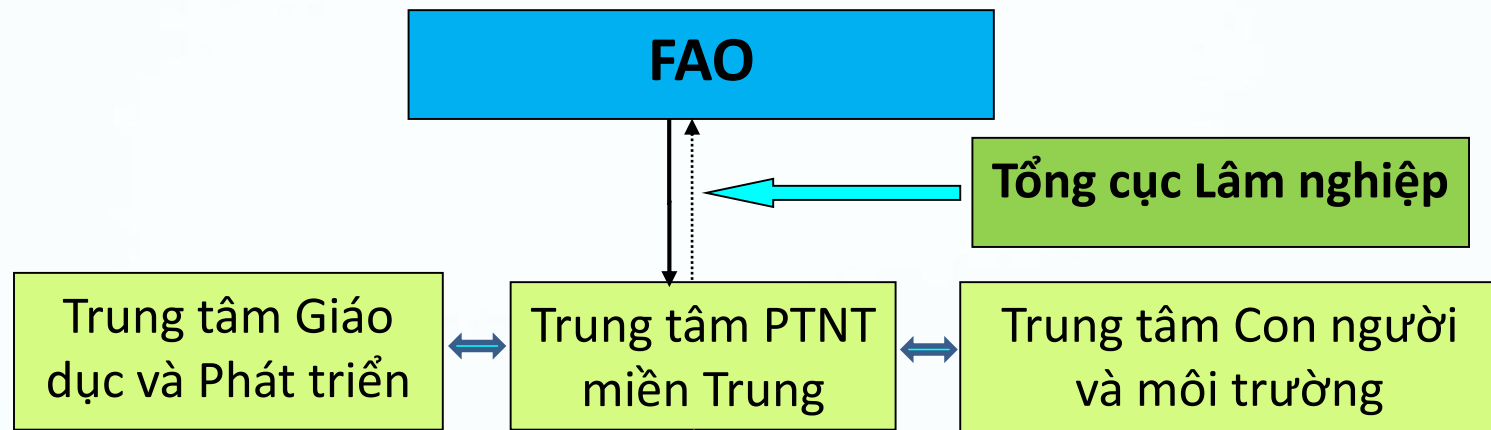 FAO
Tổng cục Lâm nghiệp
Trung tâm Giáo
dục và Phát triển
Trung tâm PTNT
miền Trung
Trung tâm Con người
và môi trường